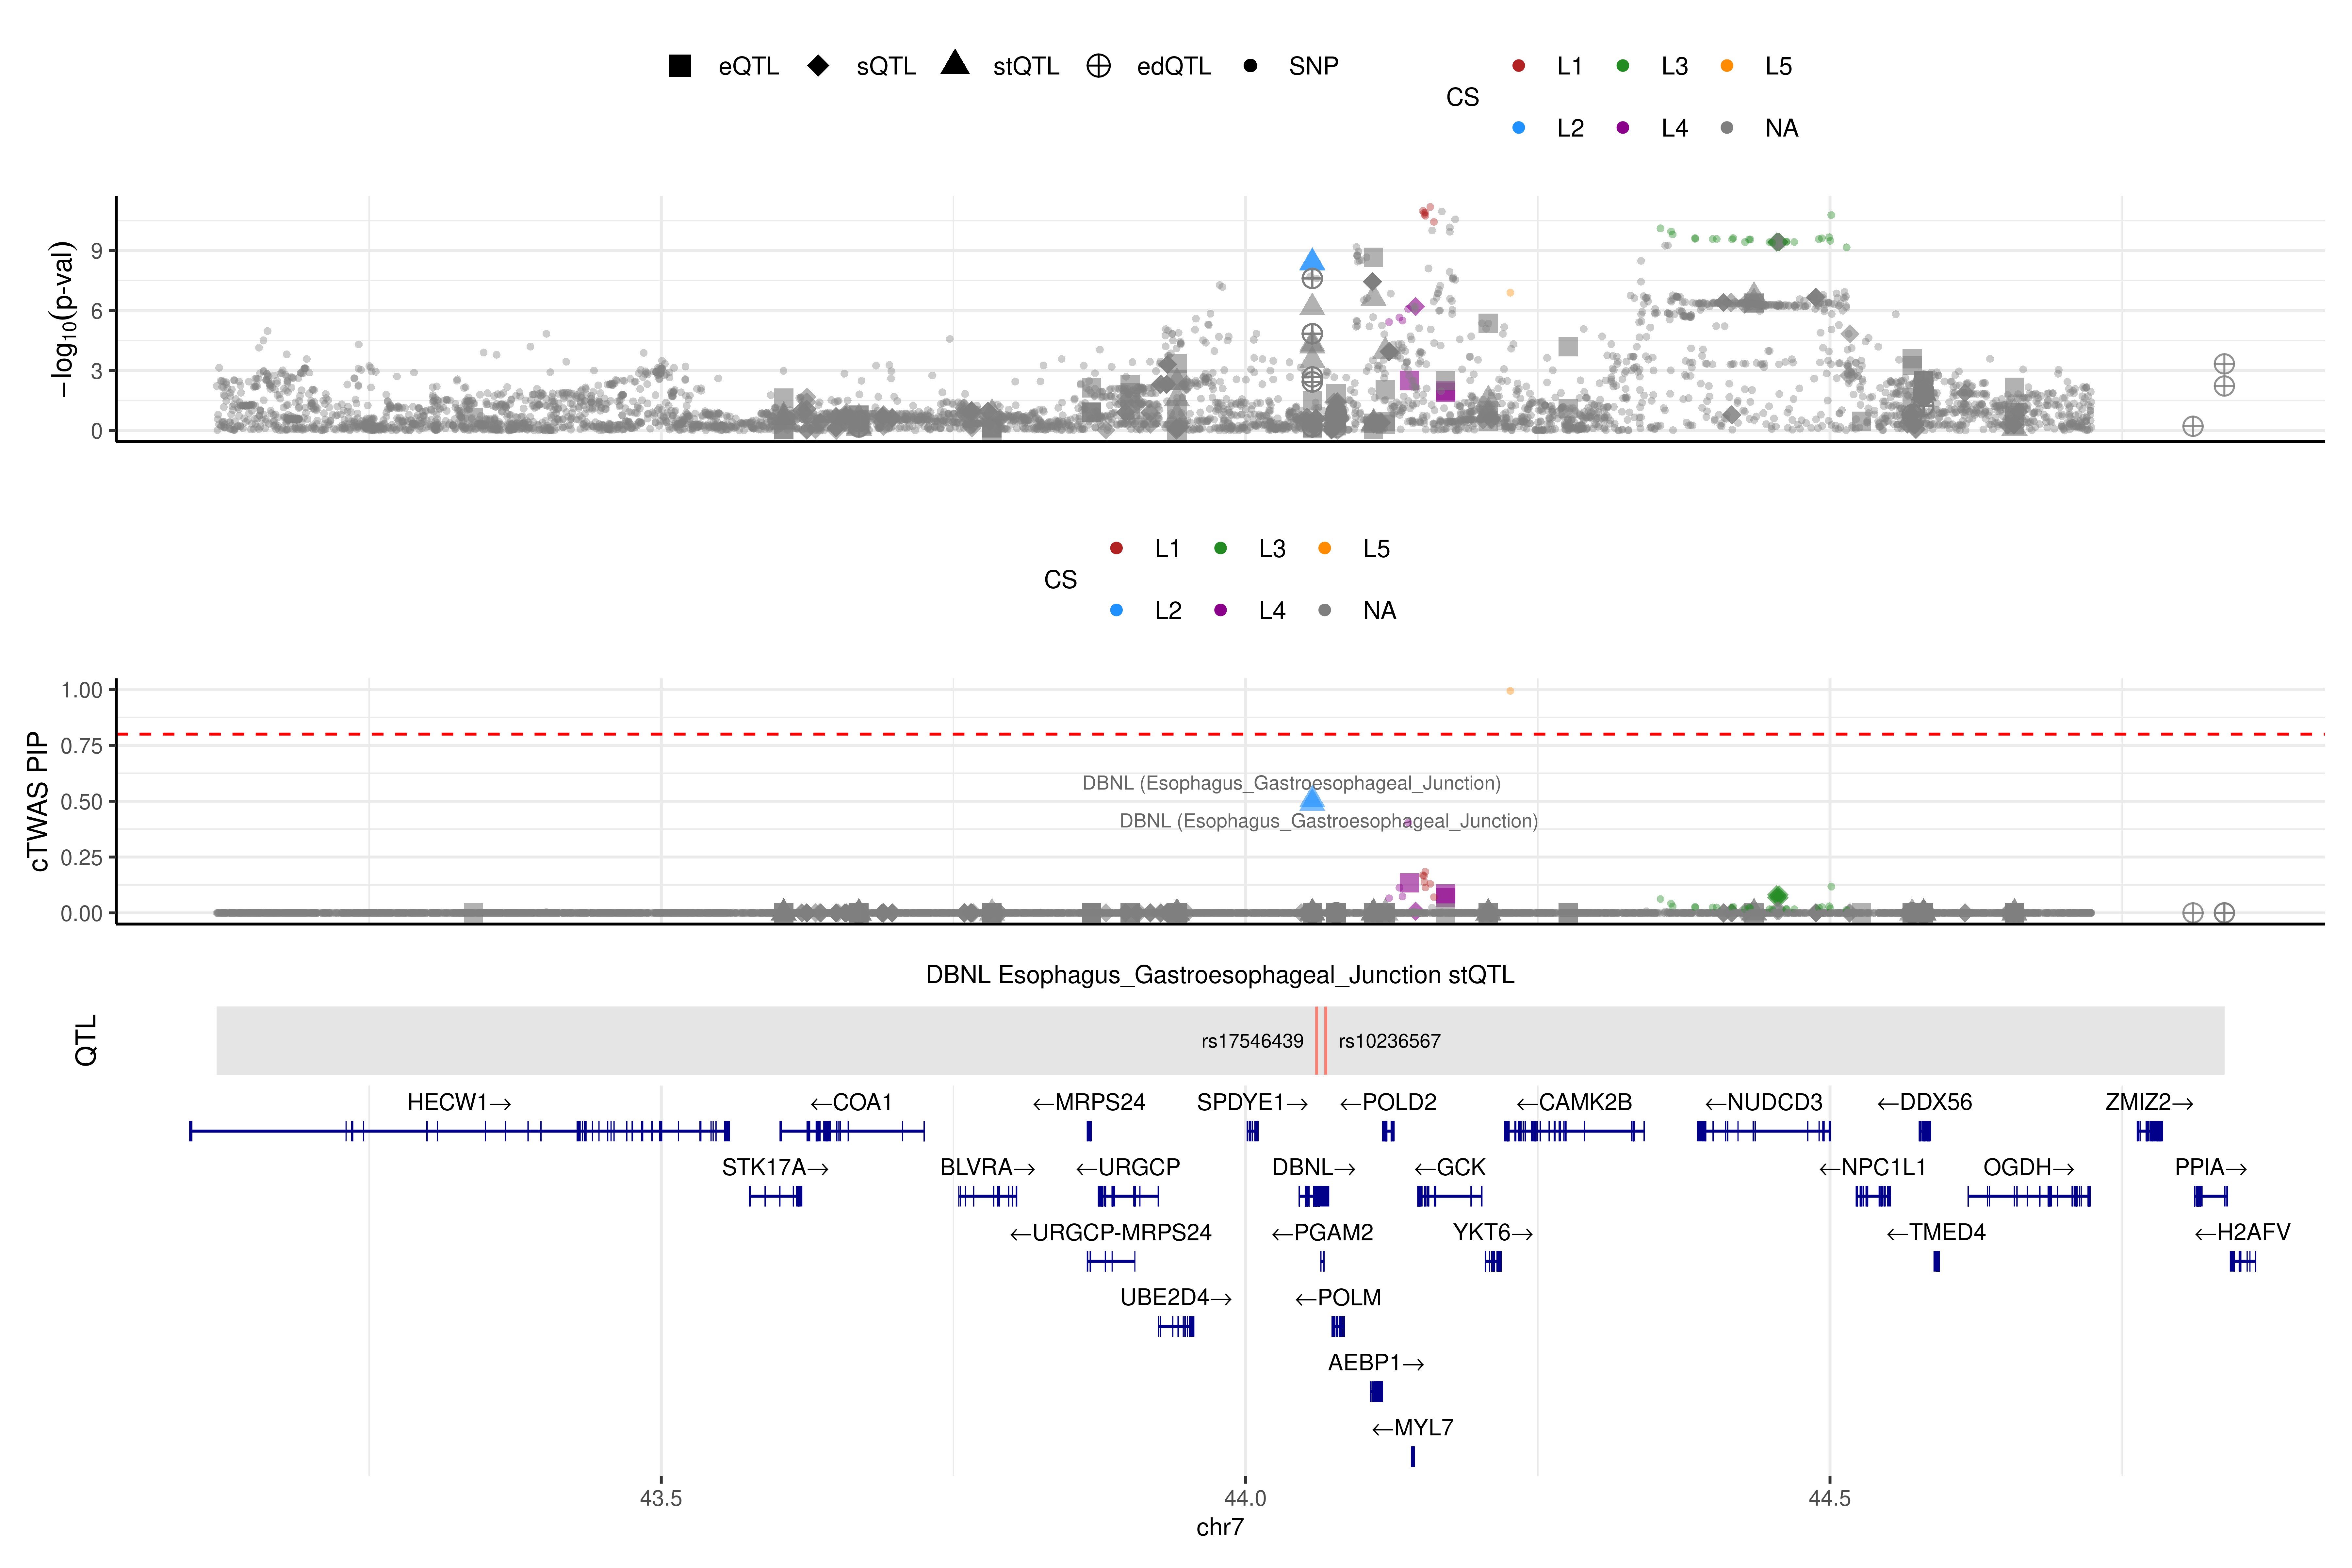 eQTL sQTL stQTL edQTL SNP
CS
L1 L3 L5
L2 L4 NA
−log10(p-val)
9
6
3
0
CS
L1 L3 L5
L2 L4 NA
cTWAS PIP
1.00
0.75
0.50
0.25
0.00
DBNL (Esophagus_Gastroesophageal_Junction)
DBNL (Esophagus_Gastroesophageal_Junction)
DBNL Esophagus_Gastroesophageal_Junction stQTL
QTL
rs17546439 rs10236567
HECW1→ ←COA1 ←MRPS24 SPDYE1→ ←POLD2 ←CAMK2B ←NUDCD3 ←DDX56 ZMIZ2→
STK17A→ BLVRA→ ←URGCP DBNL→ ←GCK ←NPC1L1 OGDH→ PPIA→
←URGCP-MRPS24 ←PGAM2 YKT6→ ←TMED4 ←H2AFV
UBE2D4→ ←POLM
AEBP1→
←MYL7
43.5 44.0 44.5
chr7